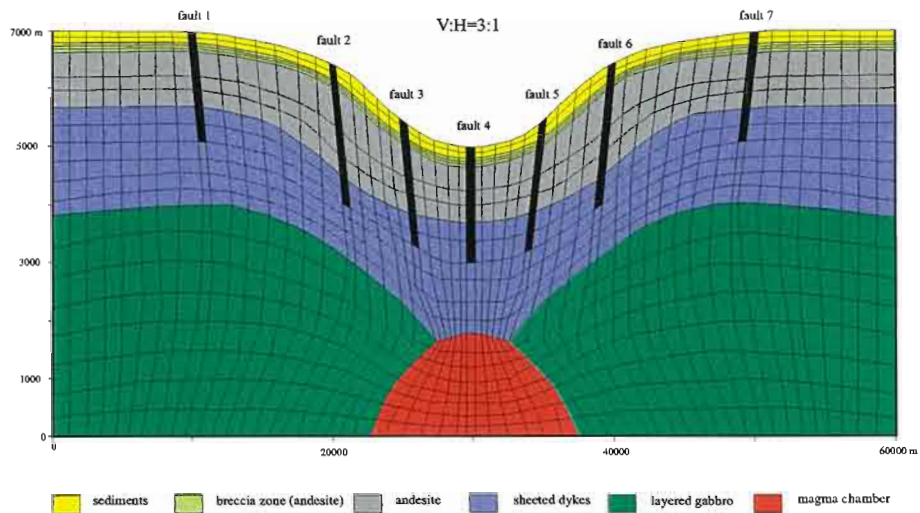 fault 1
V:H=3:1
fault 7
7000 m
fault 2
fault 6
fault 3
fault 5
fault 4
5000
3000
1000
0
0
20000
40000
60000 m
sediments
breccia zone (andesite)
andesite
sheeted dykes
layered gabbro
magma chamber